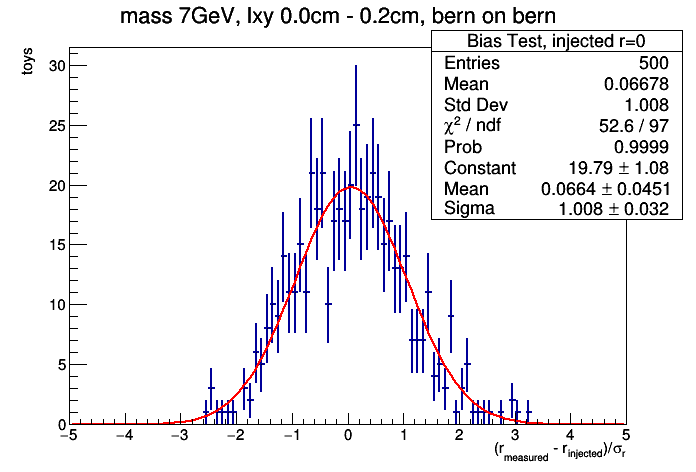 mass 7GeV, lxy 0.0cm - 0.2cm, bern on bern
Bias Test, injected r=0
Entries 500
Mean 0.06678
Std Dev 1.008
χ² / ndf 52.6 / 97
Prob 0.9999
Constant 19.79 ± 1.08
Mean 0.0664 ± 0.0451
Sigma 1.008 ± 0.032
toys
30
25
20
15
10
5
0
−5 −4 −3 −2 −1 0 1 2 3 4 5
(r_measured - r_injected)/σ_r